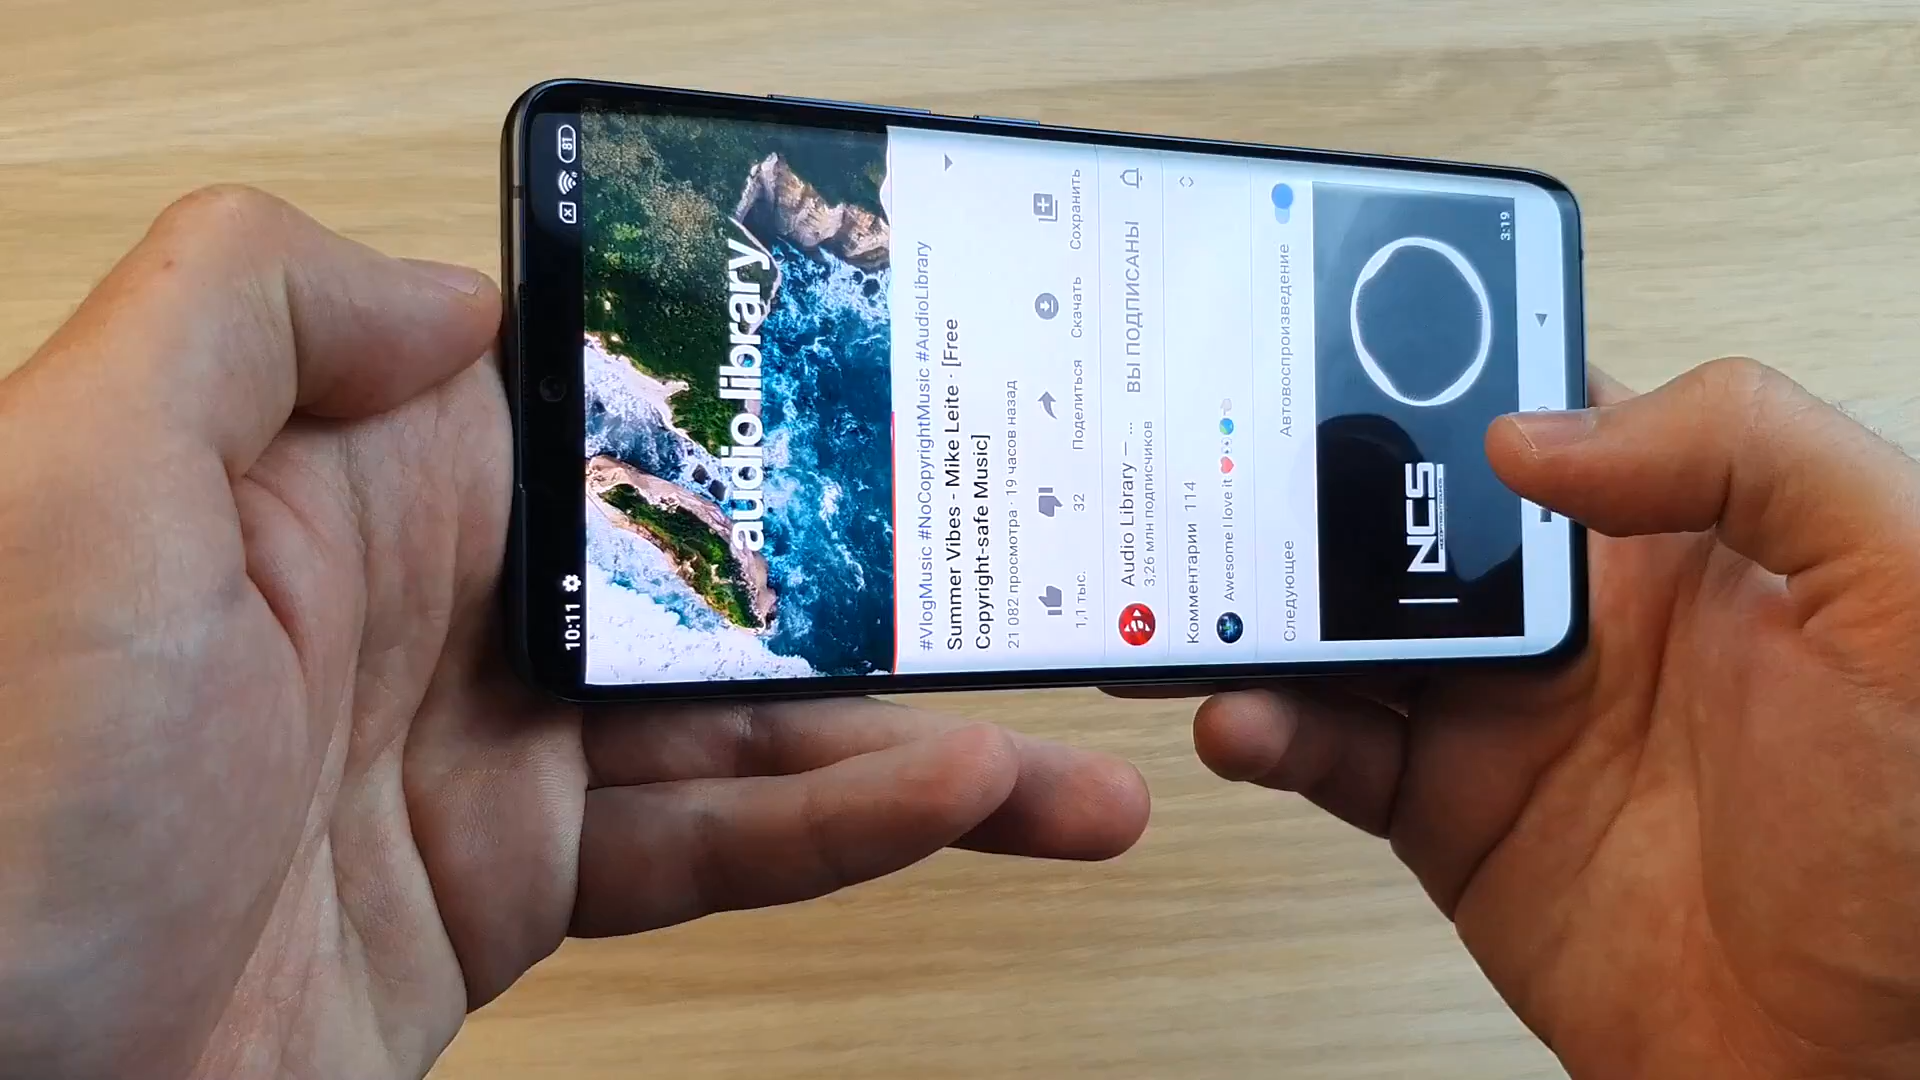 10:11
81
audio library
#VlogMusic #NoCopyrightMusic #AudioLibrary
Summer Vibes - Mike Leite - [Free
Copyright-safe Music]
21 082 просмотра · 19 часов назад
1,1 тыс.
32
Поделиться
Скачать
Сохранить
Audio Library — ...
3,26 млн подписчиков
ВЫ ПОДПИСАНЫ
Комментарии 114
Awesome I love it ❤️
Следующее
Автовоспроизведение
NCS
3:19